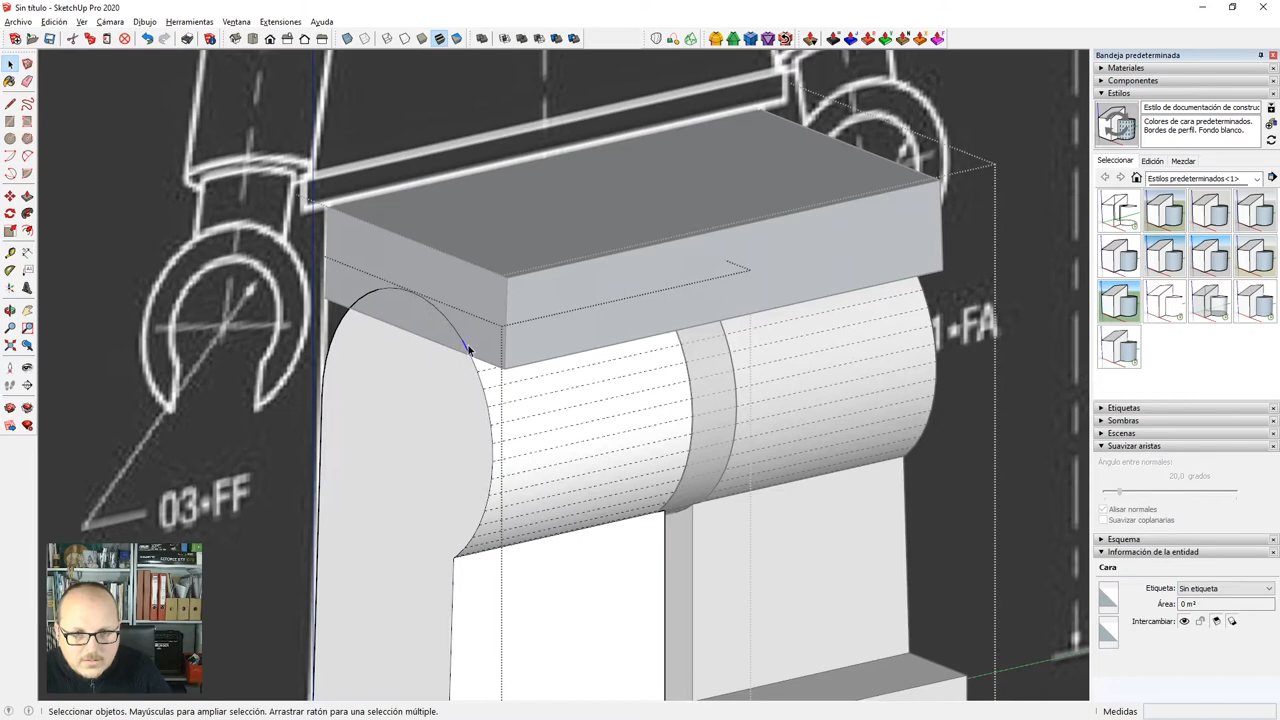 Sin título - SketchUp Pro 2020
Archivo Edición Ver Cámara Dibujo Herramientas Ventana Extensiones Ayuda
Bandeja predeterminada
Materiales
Componentes
Estilos
Estilo de documentación de construc
Colores de cara predeterminados.
Bordes de perfil. Fondo blanco.
Seleccionar Edición Mezclar
Estilos predeterminados<1>
1•FA
03•FF
Etiquetas
Sombras
Escenas
Suavizar aristas
Ángulo entre normales:
20,0 grados
Alisar normales
Suavizar coplanarias
Esquema
Información de la entidad
Cara
Etiqueta: Sin etiqueta
Área: 0 m²
Intercambiar:
Seleccionar objetos. Mayúsculas para ampliar selección. Arrastrar ratón para una selección múltiple.
Medidas